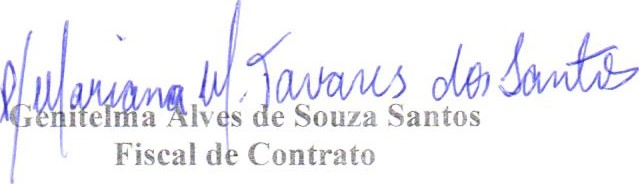 P/ Mariana M. Tavares dos Santos
Genitelma Alves de Souza Santos
Fiscal de Contrato